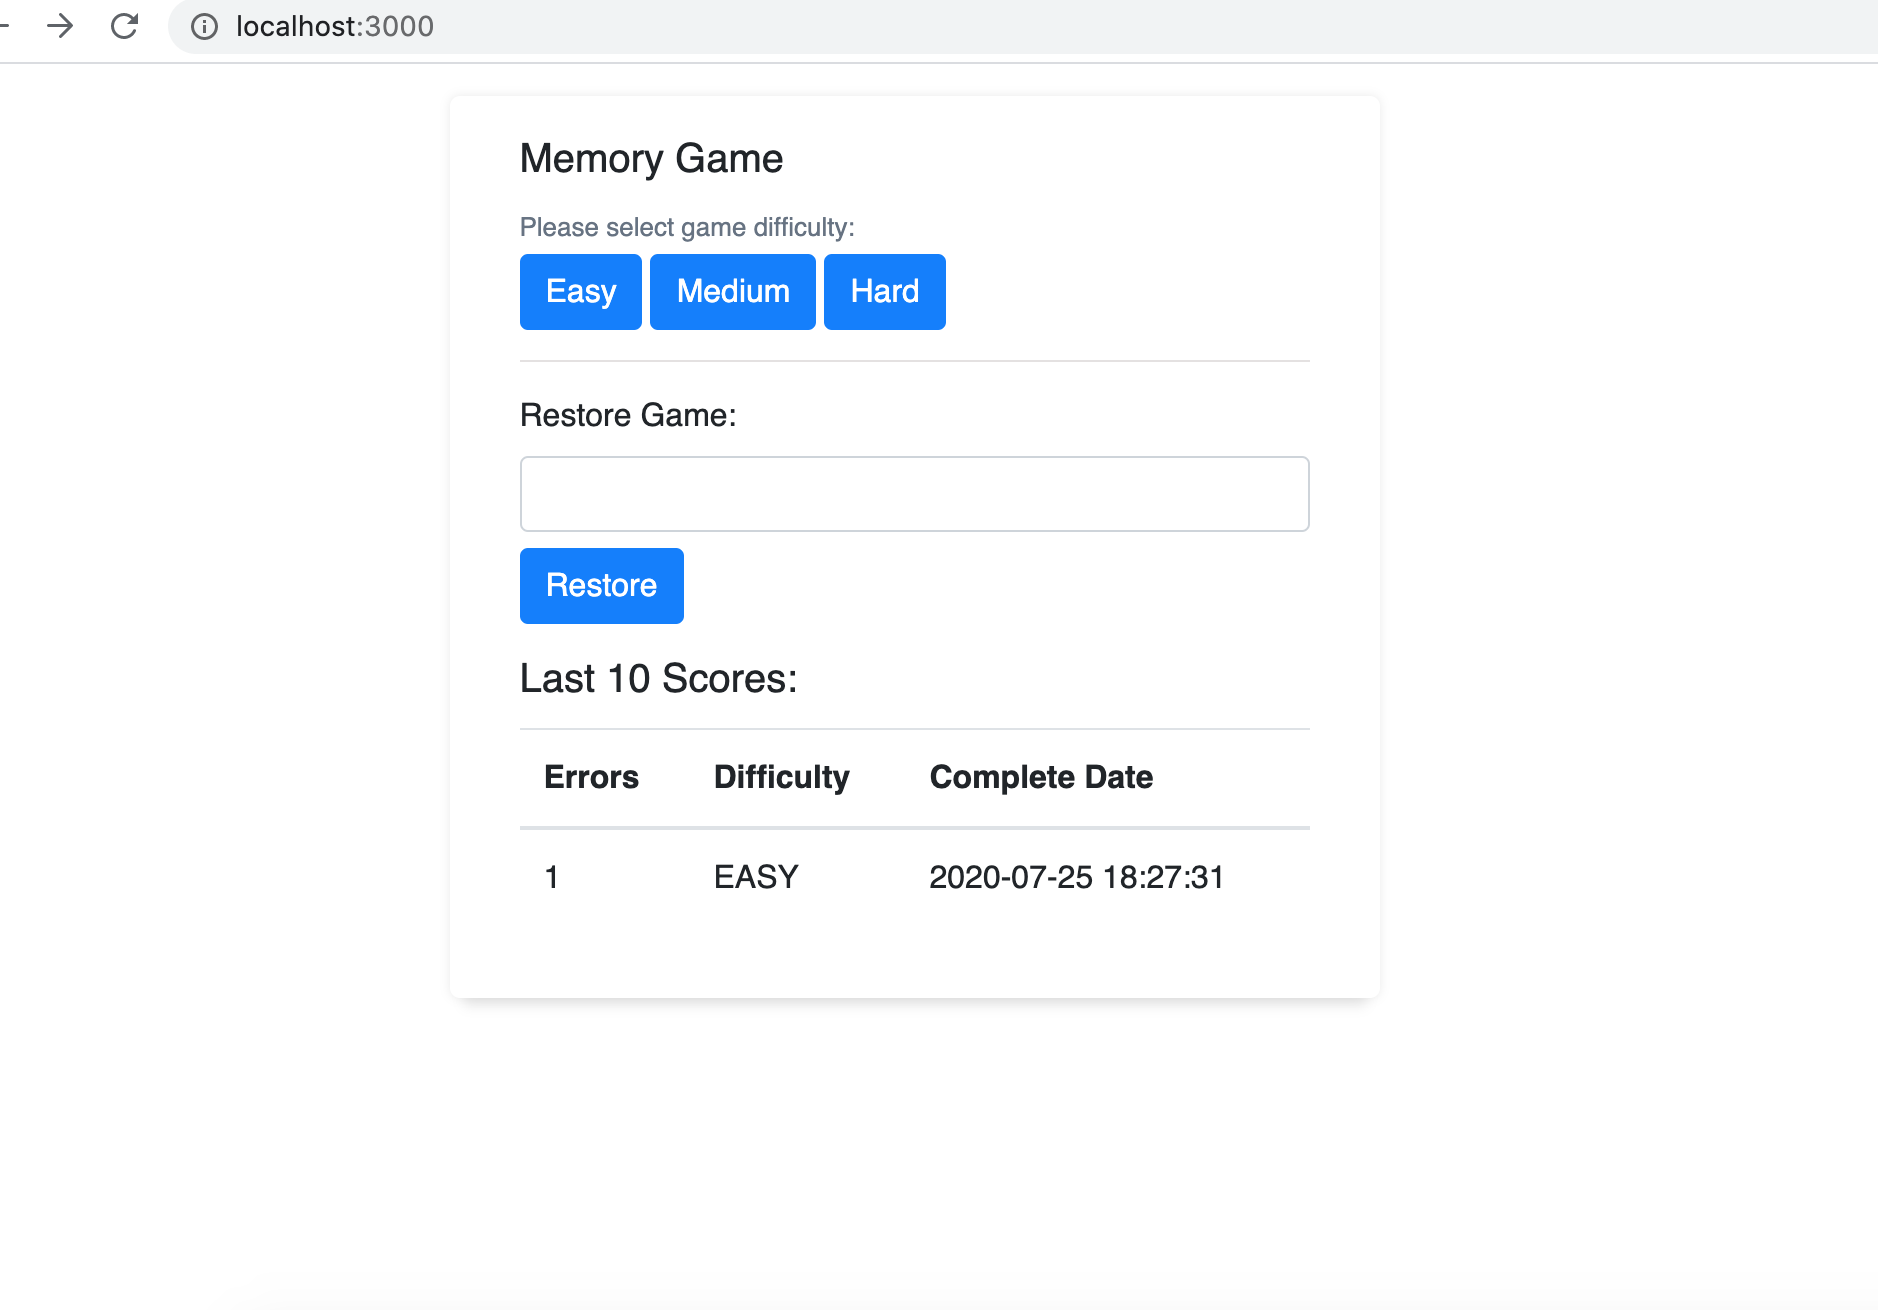 localhost:3000
Memory Game
Please select game difficulty:
Easy Medium Hard
Restore Game:
Restore
Last 10 Scores:
Errors Difficulty Complete Date
1 EASY 2020-07-25 18:27:31